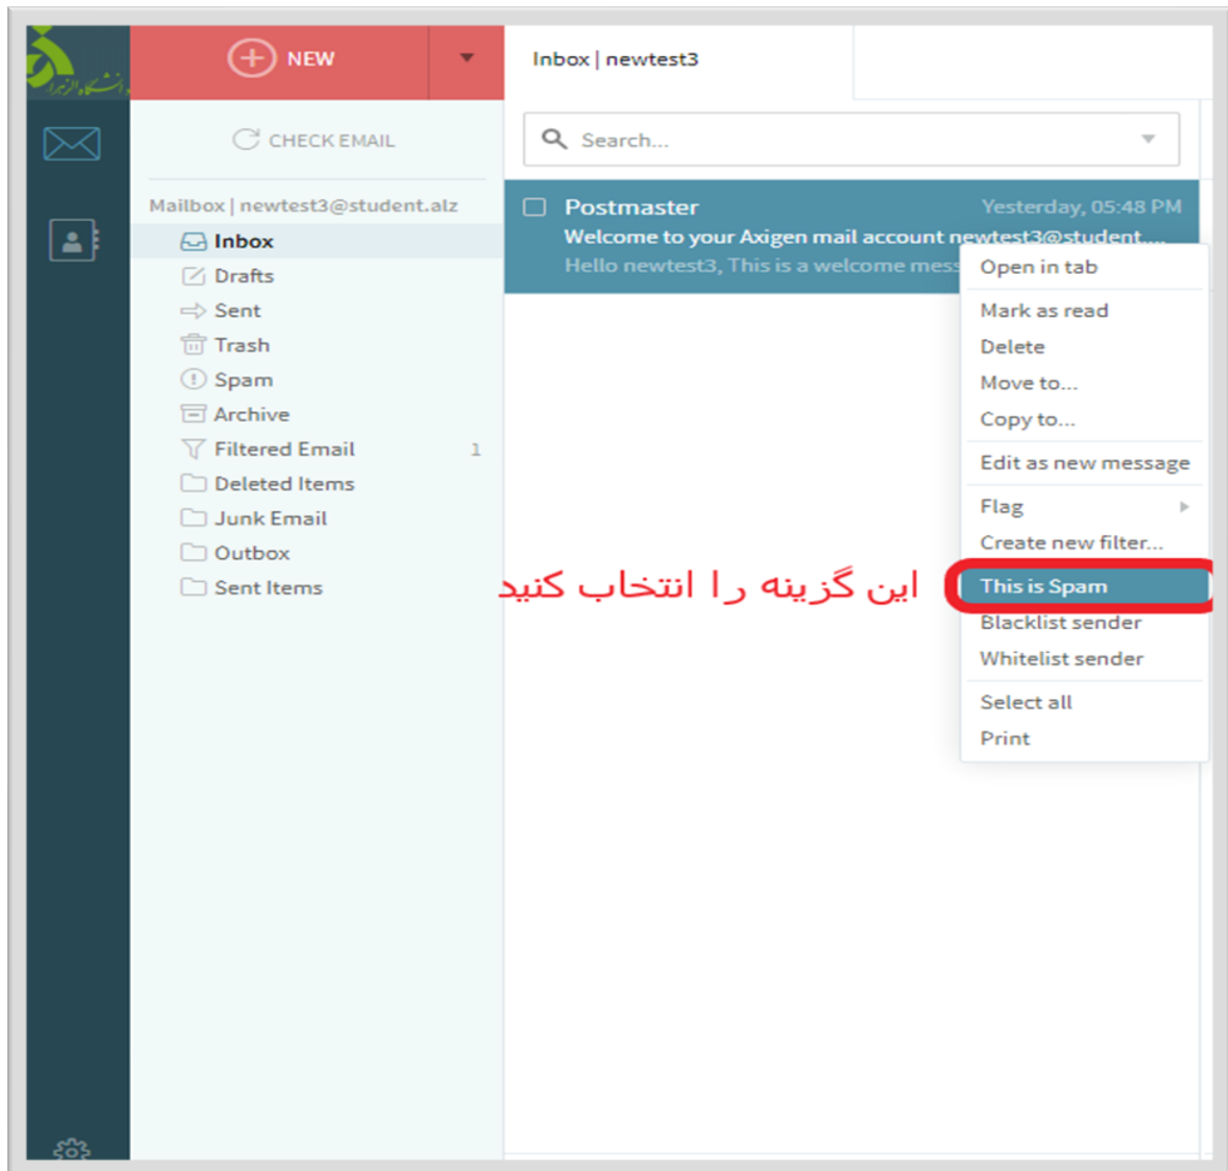 دانشگاه الزهرا
NEW
Inbox | newtest3
CHECK EMAIL
Search...
Mailbox | newtest3@student.alz
Inbox
Drafts
Sent
Trash
Spam
Archive
Filtered Email 1
Deleted Items
Junk Email
Outbox
Sent Items
Postmaster Yesterday, 05:48 PM
Welcome to your Axigen mail account newtest3@student....
Hello newtest3, This is a welcome mess
Open in tab
Mark as read
Delete
Move to...
Copy to...
Edit as new message
Flag
Create new filter...
This is Spam
این گزینه را انتخاب کنید
Blacklist sender
Whitelist sender
Select all
Print